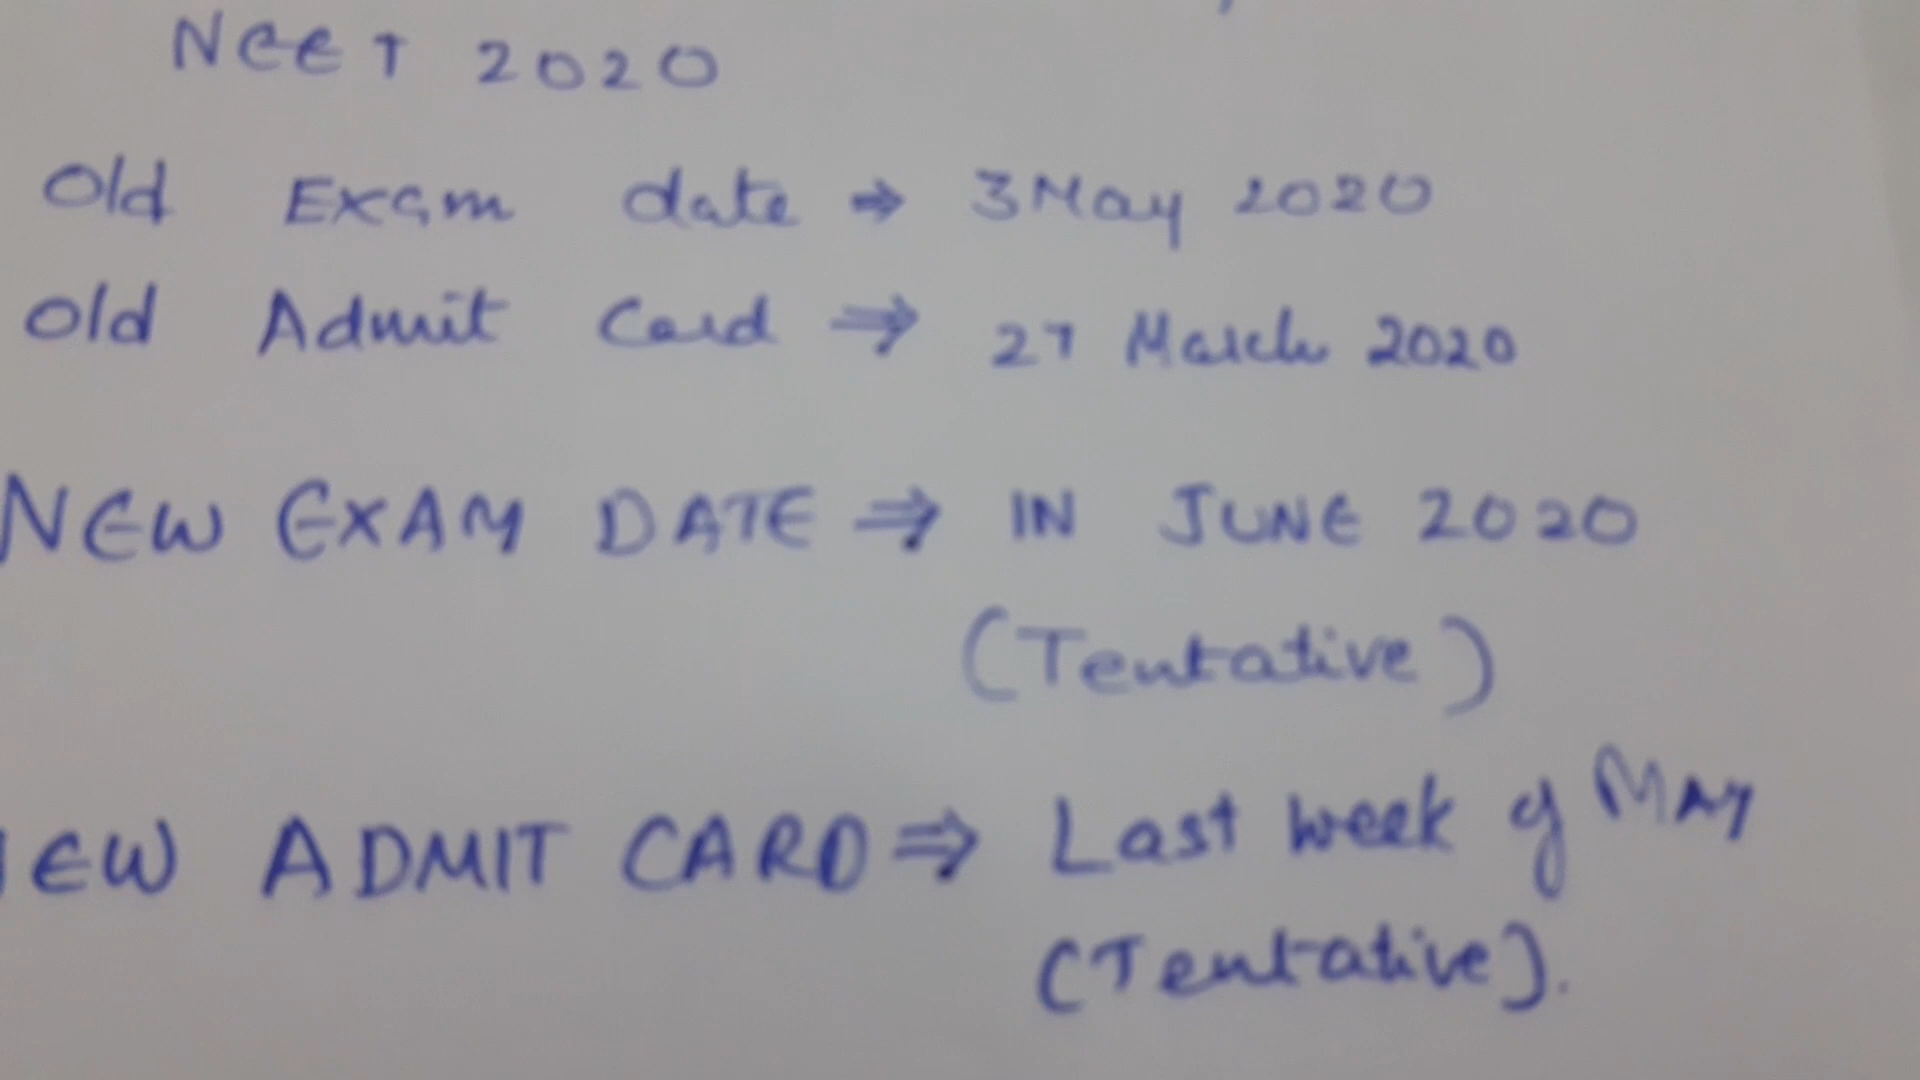 NEET 2020
Old Exam date → 3 May 2020
Old Admit Card ⇒ 27 March 2020
NEW EXAM DATE ⇒ IN JUNE 2020
(Tentative)
NEW ADMIT CARD ⇒ Last week of MAY
(Tentative).